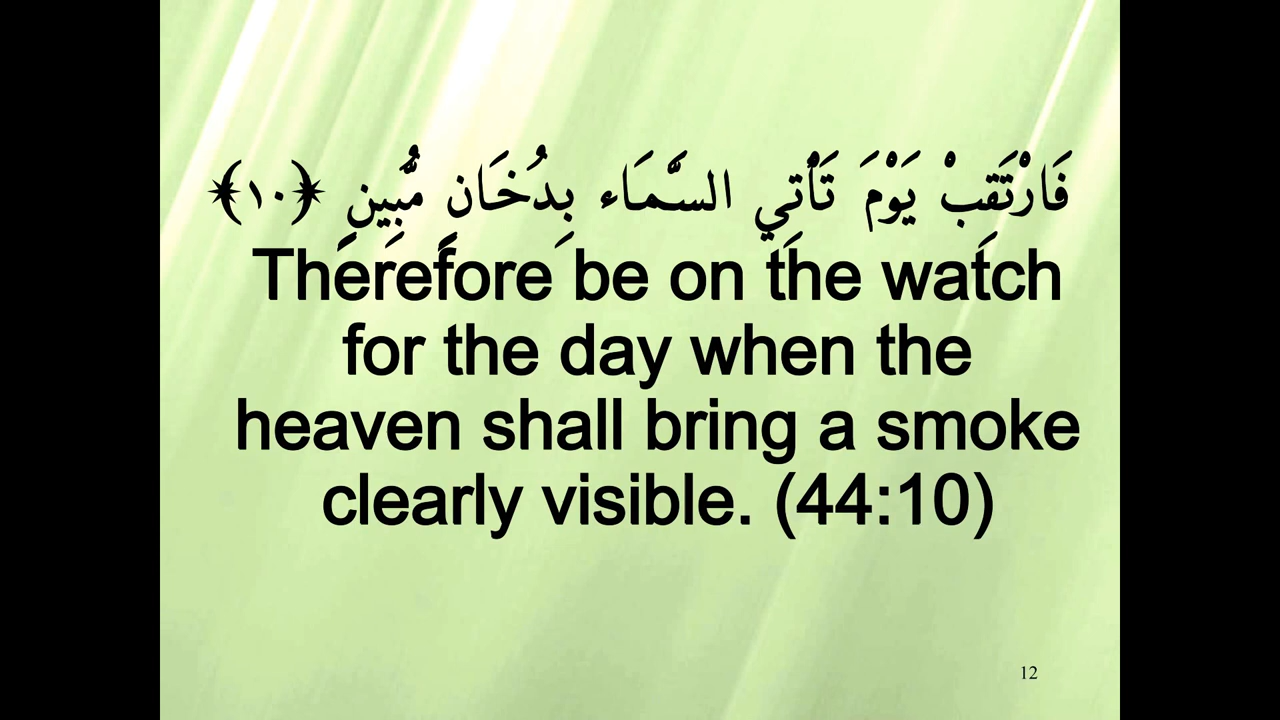 فَارْتَقِبْ يَوْمَ تَأْتِي السَّمَاء بِدُخَانٍ مُّبِينٍ ﴿١٠﴾
Therefore be on the watch
for the day when the
heaven shall bring a smoke
clearly visible. (44:10)
12